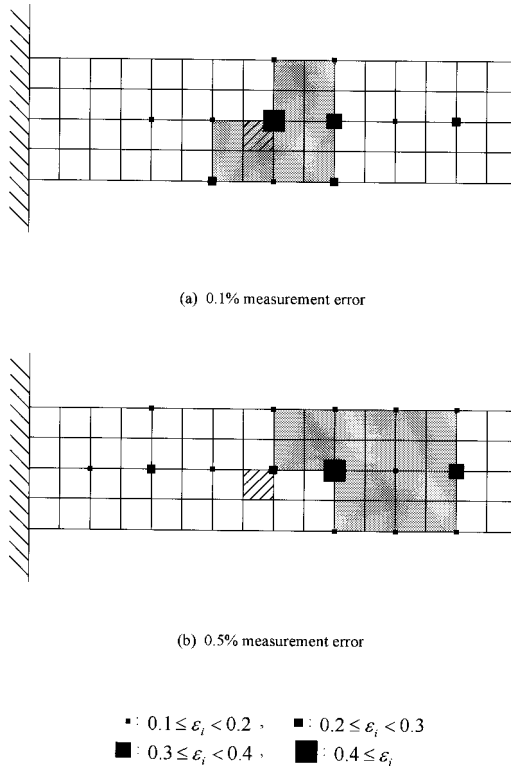 (a) 0.1% measurement error
(b) 0.5% measurement error
: 0.1 ≤ εᵢ < 0.2 , : 0.2 ≤ εᵢ < 0.3
: 0.3 ≤ εᵢ < 0.4, : 0.4 ≤ εᵢ